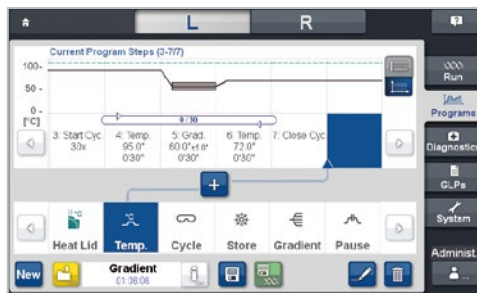 L R
Current Program Steps (3-7/7)
100-
50-
0-
[°C]
0 / 30
3: Start Cyc 4: Temp. 5: Grad. 6: Temp. 7: Close Cyc
30x 95.0° 60.0°±1.0° 72.0°
0'30" 0'30" 0'30"
Heat Lid Temp. Cycle Store Gradient Pause
New Gradient
01:06:06
Run
Programs
Diagnostics
GLPs
System
Administ.